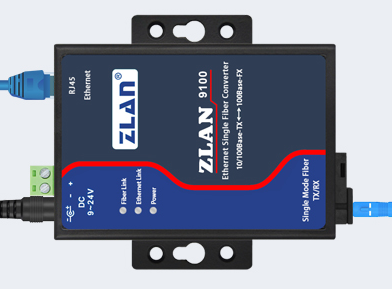 RJ45
Ethernet
ZLAN®
ZLAN 9100
Ethernet Single Fiber Converter
10/100Base-TX↔100Base-FX
+
-
DC
9~24V
Fiber Link
Ethernet Link
Power
Single Mode Fiber
TX/RX